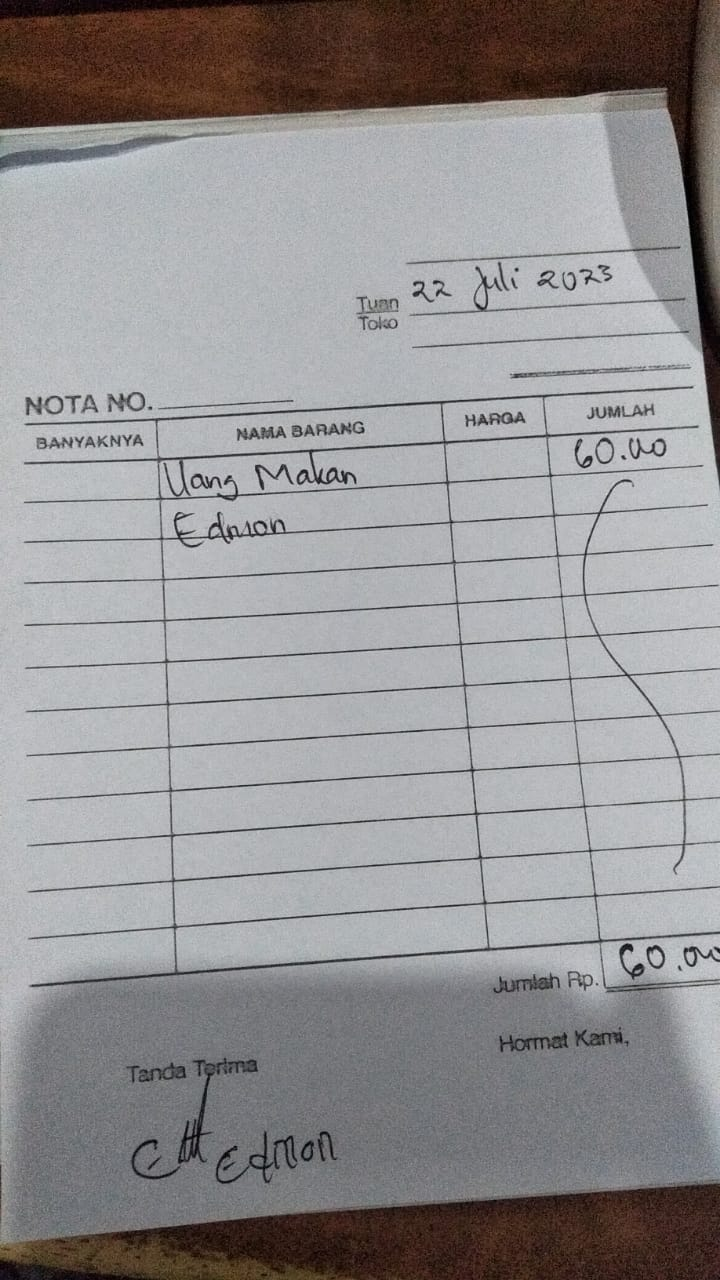 22 Juli 2023
Tuan
Toko
NOTA NO.
BANYAKNYA NAMA BARANG HARGA JUMLAH
Uang Makan 60.000
Edmon
Jumlah Rp. 60.000
Tanda Terima Hormat Kami,
Edmon